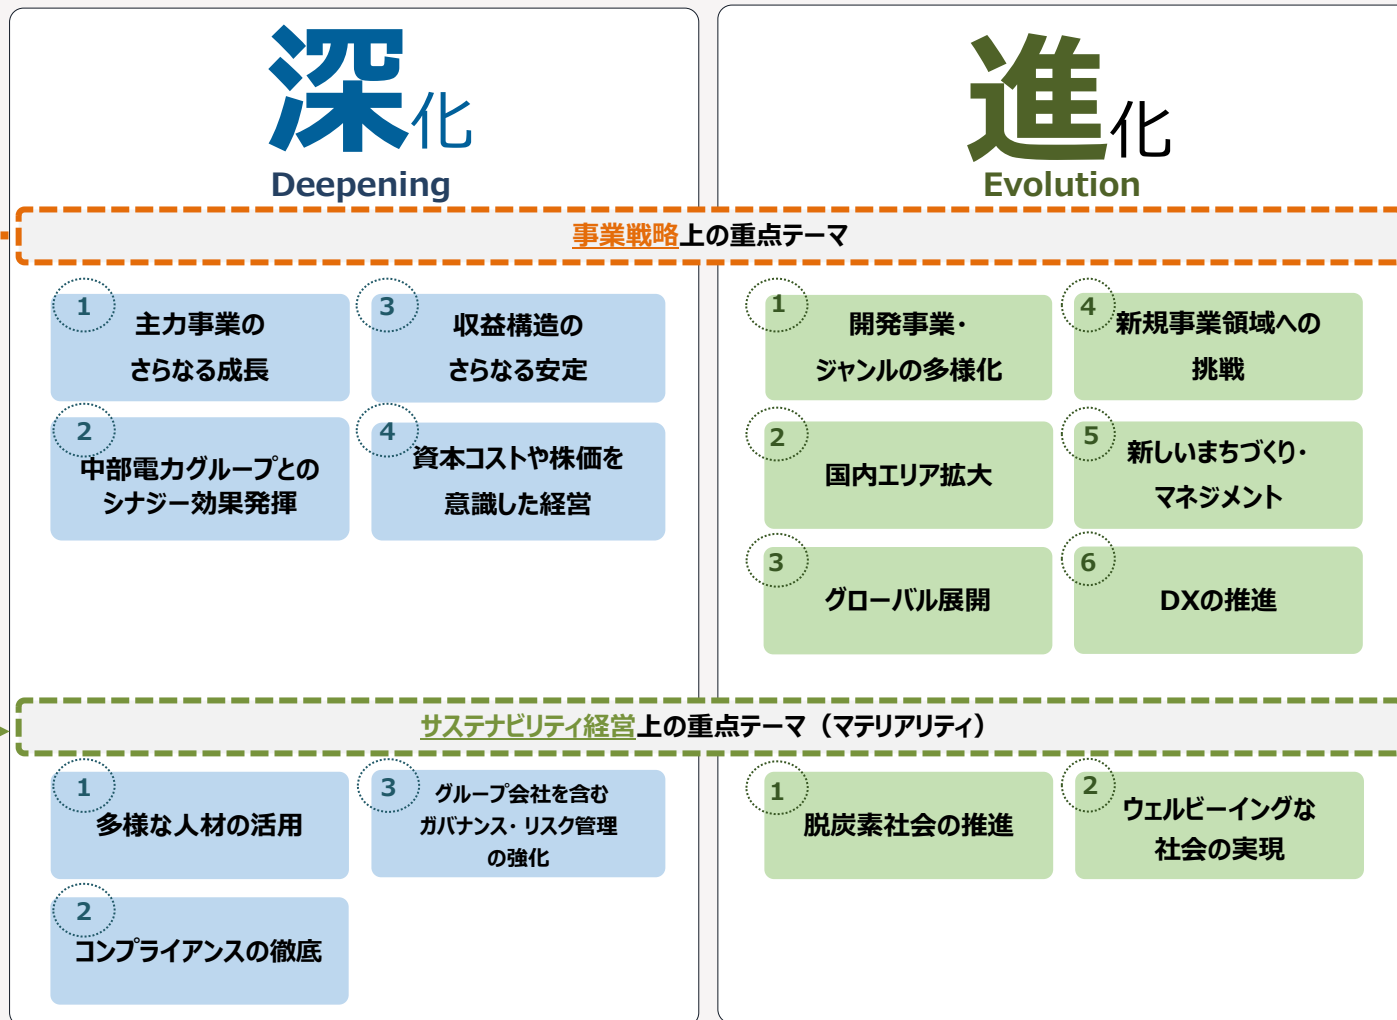 深化
Deepening
進化
Evolution
事業戦略上の重点テーマ
1
主力事業の
さらなる成長
2
中部電力グループとの
シナジー効果発揮
3
収益構造の
さらなる安定
4
資本コストや株価を
意識した経営
1
開発事業・
ジャンルの多様化
2
国内エリア拡大
3
グローバル展開
4
新規事業領域への
挑戦
5
新しいまちづくり・
マネジメント
6
DXの推進
サステナビリティ経営上の重点テーマ（マテリアリティ）
1
多様な人材の活用
2
コンプライアンスの徹底
3
グループ会社を含む
ガバナンス・リスク管理
の強化
1
脱炭素社会の推進
2
ウェルビーイングな
社会の実現